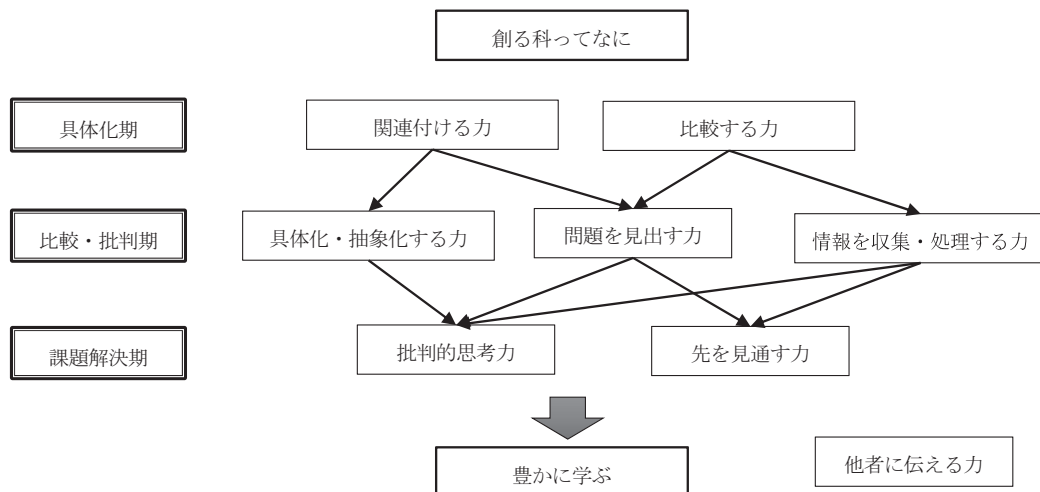 創る科ってなに
具体化期
関連付ける力
比較する力
比較・批判期
具体化・抽象化する力
問題を見出す力
情報を収集・処理する力
課題解決期
批判的思考力
先を見通す力
豊かに学ぶ
他者に伝える力